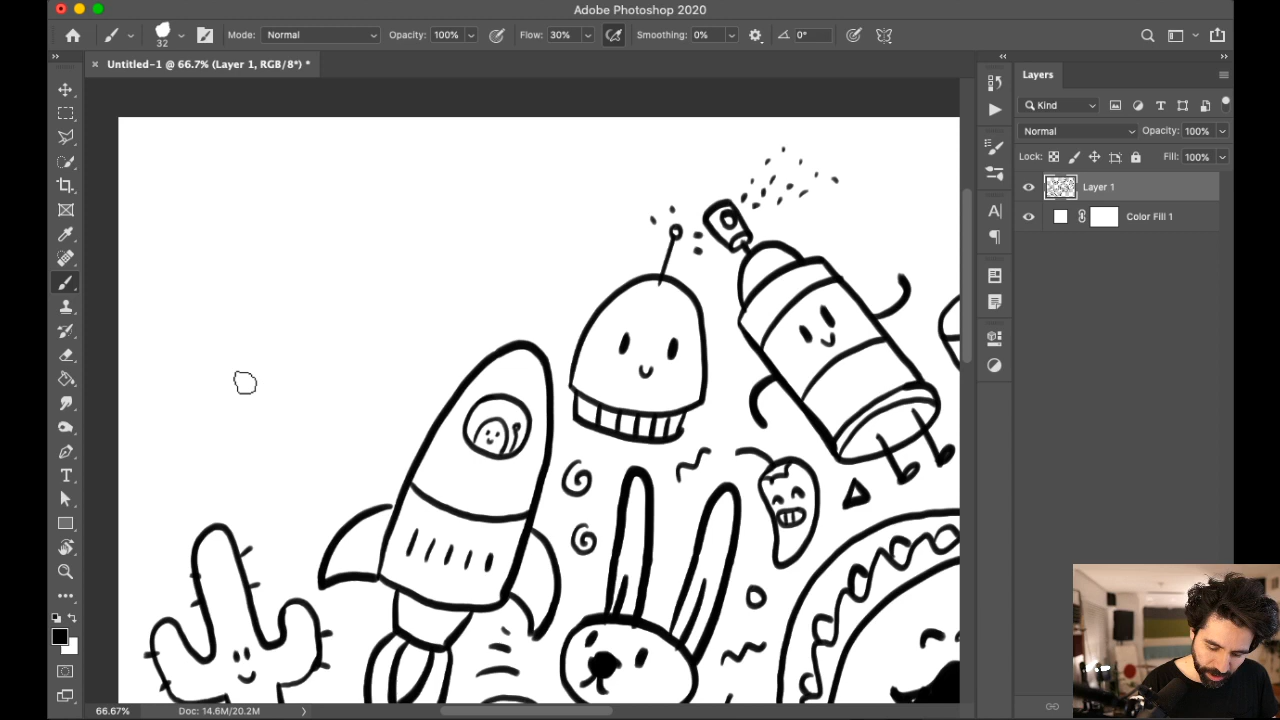 Adobe Photoshop 2020
32
Mode: Normal
Opacity: 100%
Flow: 30%
Smoothing: 0%
0°
× Untitled-1 @ 66.7% (Layer 1, RGB/8*) *
Layers
Kind
Normal
Opacity: 100%
Lock:
Fill: 100%
Layer 1
Color Fill 1
66.67%
Doc: 14.6M/20.2M